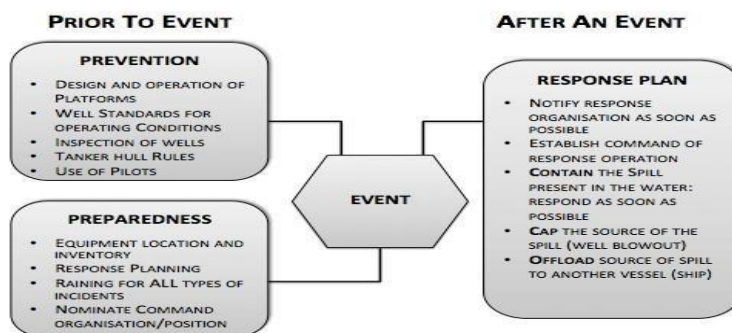 PRIOR TO EVENT
AFTER AN EVENT
PREVENTION
• DESIGN AND OPERATION OF
PLATFORMS
• WELL STANDARDS FOR
OPERATING CONDITIONS
• INSPECTION OF WELLS
• TANKER HULL RULES
• USE OF PILOTS
PREPAREDNESS
• EQUIPMENT LOCATION AND
INVENTORY
• RESPONSE PLANNING
• RAINING FOR ALL TYPES OF
INCIDENTS
• NOMINATE COMMAND
ORGANISATION/POSITION
EVENT
RESPONSE PLAN
• NOTIFY RESPONSE
ORGANISATION AS SOON AS
POSSIBLE
• ESTABLISH COMMAND OF
RESPONSE OPERATION
• CONTAIN THE SPILL
PRESENT IN THE WATER:
RESPOND AS SOON AS
POSSIBLE
• CAP THE SOURCE OF THE
SPILL (WELL BLOWOUT)
• OFFLOAD SOURCE OF SPILL
TO ANOTHER VESSEL (SHIP)